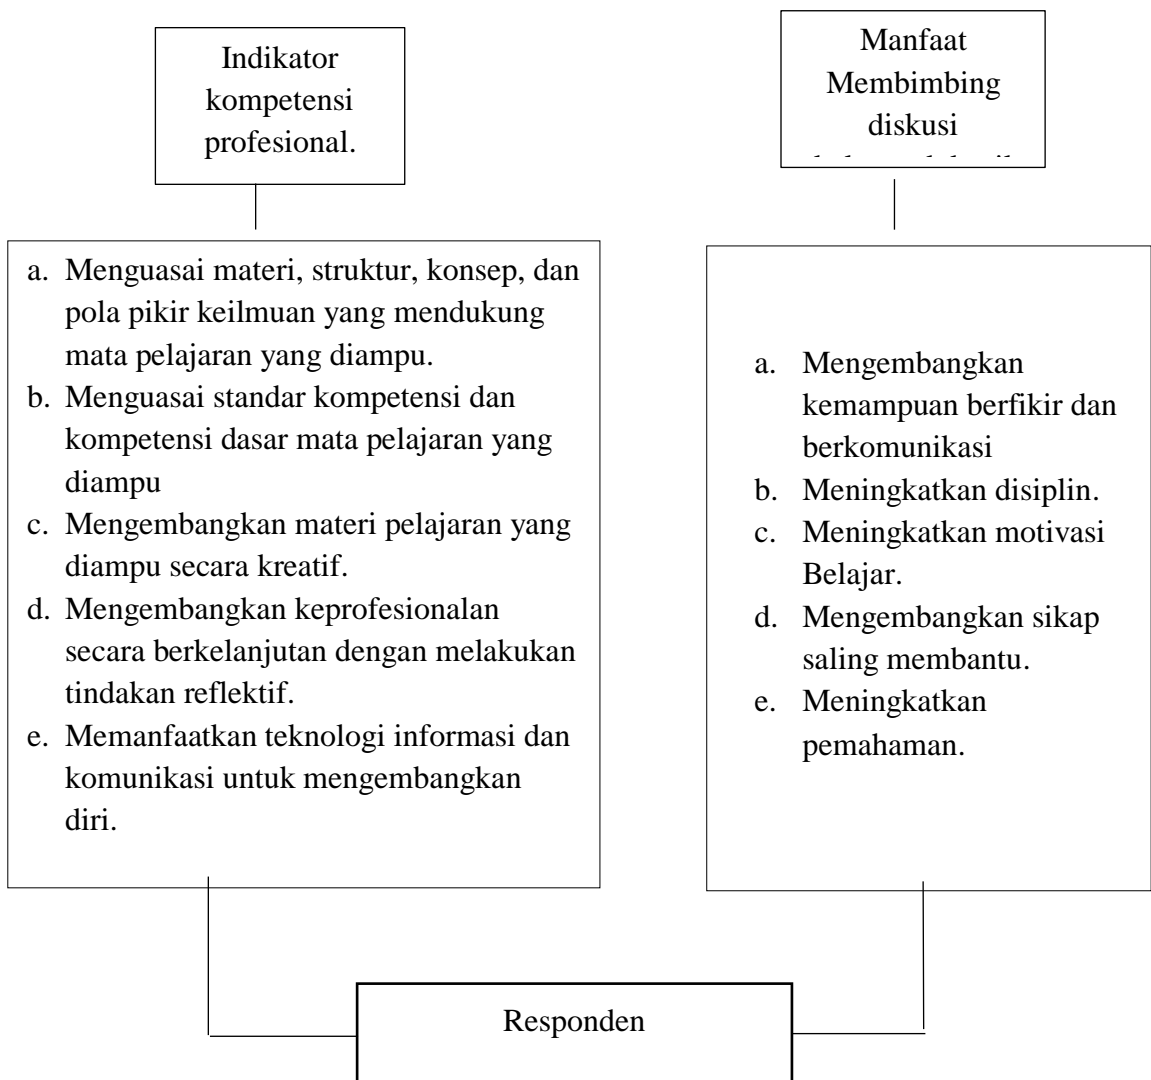 Indikator
kompetensi
profesional.
Manfaat
Membimbing
diskusi
a. Menguasai materi, struktur, konsep, dan
pola pikir keilmuan yang mendukung
mata pelajaran yang diampu.
b. Menguasai standar kompetensi dan
kompetensi dasar mata pelajaran yang
diampu
c. Mengembangkan materi pelajaran yang
diampu secara kreatif.
d. Mengembangkan keprofesionalan
secara berkelanjutan dengan melakukan
tindakan reflektif.
e. Memanfaatkan teknologi informasi dan
komunikasi untuk mengembangkan
diri.
a. Mengembangkan
kemampuan berfikir dan
berkomunikasi
b. Meningkatkan disiplin.
c. Meningkatkan motivasi
Belajar.
d. Mengembangkan sikap
saling membantu.
e. Meningkatkan
pemahaman.
Responden